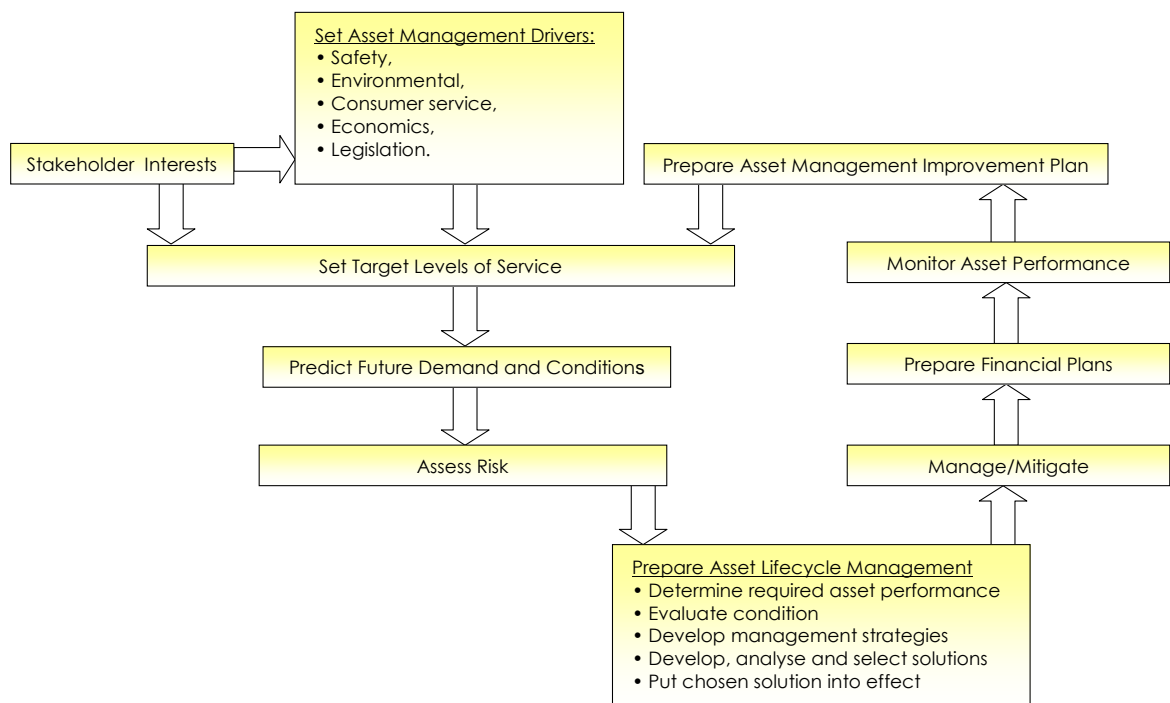 Set Asset Management Drivers:
• Safety,
• Environmental,
• Consumer service,
• Economics,
• Legislation.
Stakeholder Interests
Prepare Asset Management Improvement Plan
Set Target Levels of Service
Monitor Asset Performance
Predict Future Demand and Conditions
Prepare Financial Plans
Assess Risk
Manage/Mitigate
Prepare Asset Lifecycle Management
• Determine required asset performance
• Evaluate condition
• Develop management strategies
• Develop, analyse and select solutions
• Put chosen solution into effect